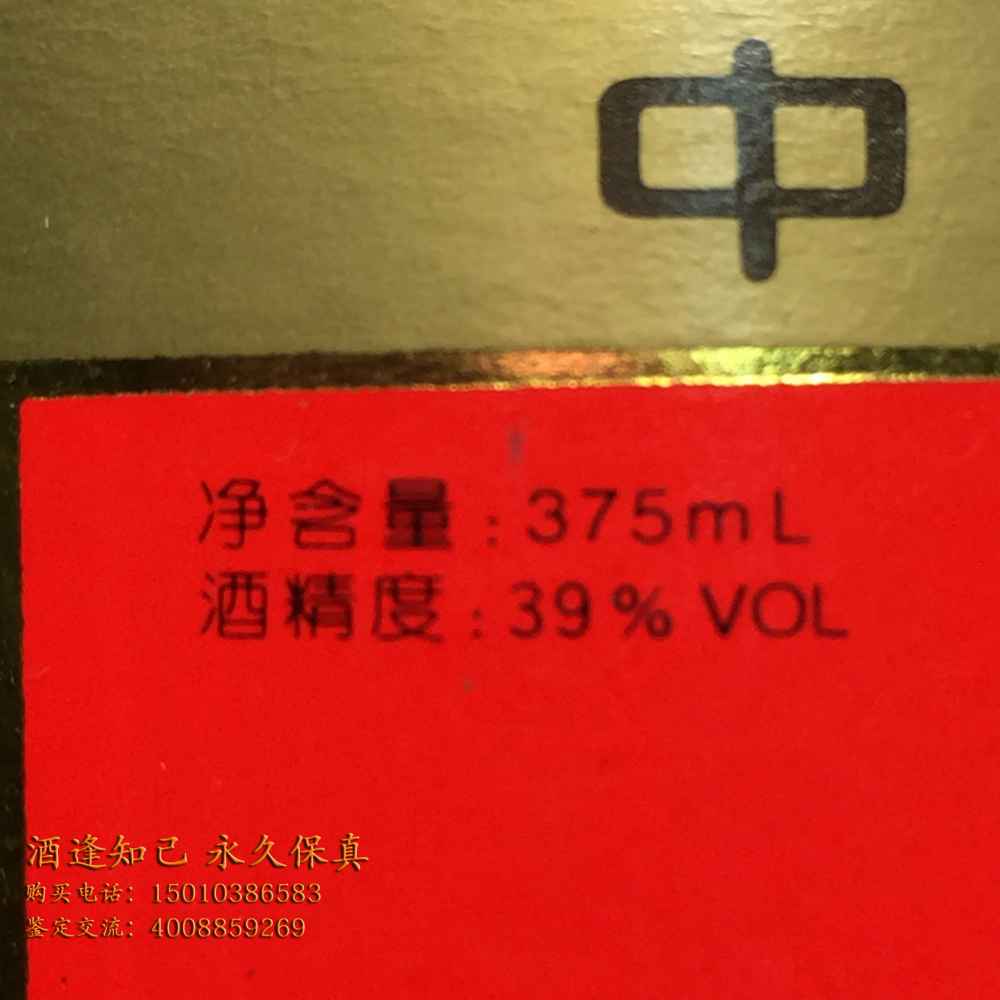 中
净含量:375mL
酒精度:39%VOL
酒逢知己 永久保真
购买电话：15010386583
鉴定交流：4008859269